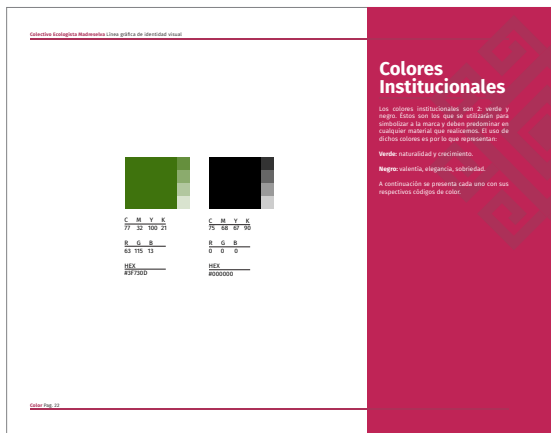 Colectivo Ecologista Madreselva Línea gráfica de identidad visual
Colores
Institucionales
Los colores institucionales son 2: verde y
negro. Éstos son los que se utilizarán para
simbolizar a la marca y deben predominar en
cualquier material que realicemos. El uso de
dichos colores es por lo que representan:
Verde: naturalidad y crecimiento.
Negro: valentía, elegancia, sobriedad.
A continuación se presenta cada uno con sus
respectivos códigos de color.
C M Y K
77 32 100 21
R G B
63 115 13
HEX
#3F730D
C M Y K
75 68 67 90
R G B
0 0 0
HEX
#000000
Color Pag. 22